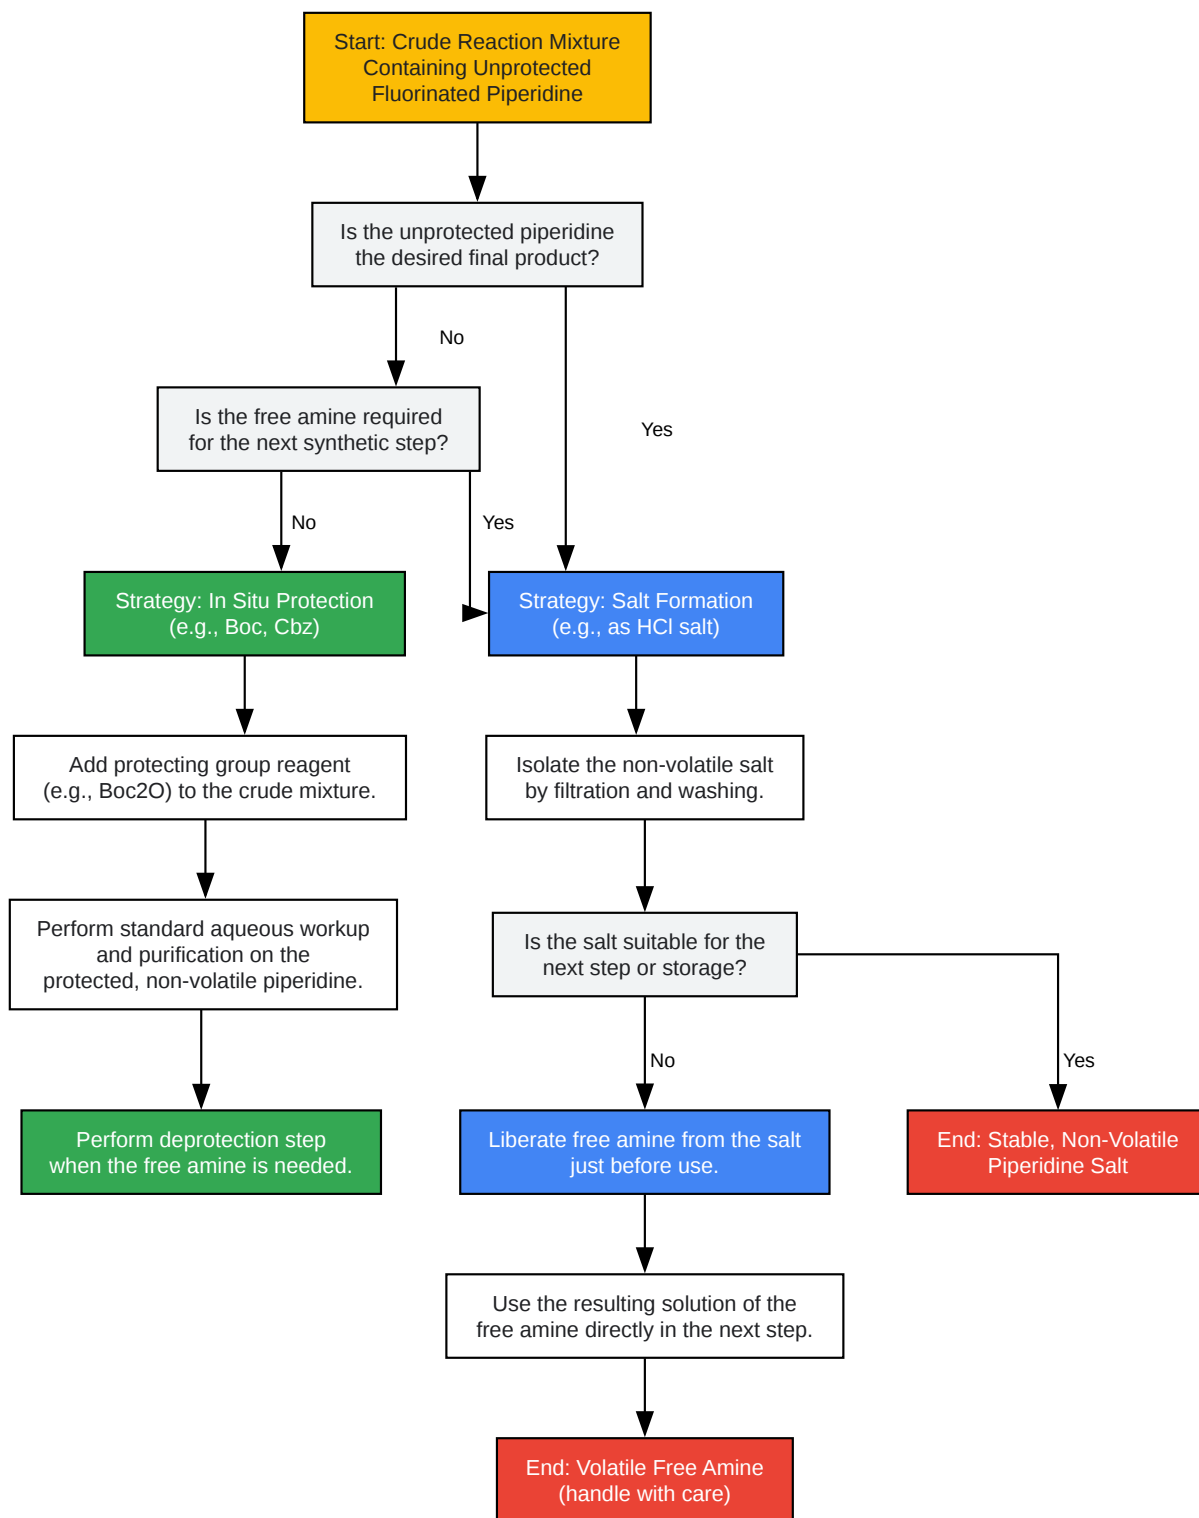 Start: Crude Reaction Mixture
Containing Unprotected
Fluorinated Piperidine
Is the unprotected piperidine
the desired final product?
No
Yes
Is the free amine required
for the next synthetic step?
No
Yes
Strategy: In Situ Protection
(e.g., Boc, Cbz)
Strategy: Salt Formation
(e.g., as HCl salt)
Add protecting group reagent
(e.g., Boc2O) to the crude mixture.
Isolate the non-volatile salt
by filtration and washing.
Perform standard aqueous workup
and purification on the
protected, non-volatile piperidine.
Is the salt suitable for the
next step or storage?
No
Yes
Perform deprotection step
when the free amine is needed.
Liberate free amine from the salt
just before use.
End: Stable, Non-Volatile
Piperidine Salt
Use the resulting solution of the
free amine directly in the next step.
End: Volatile Free Amine
(handle with care)